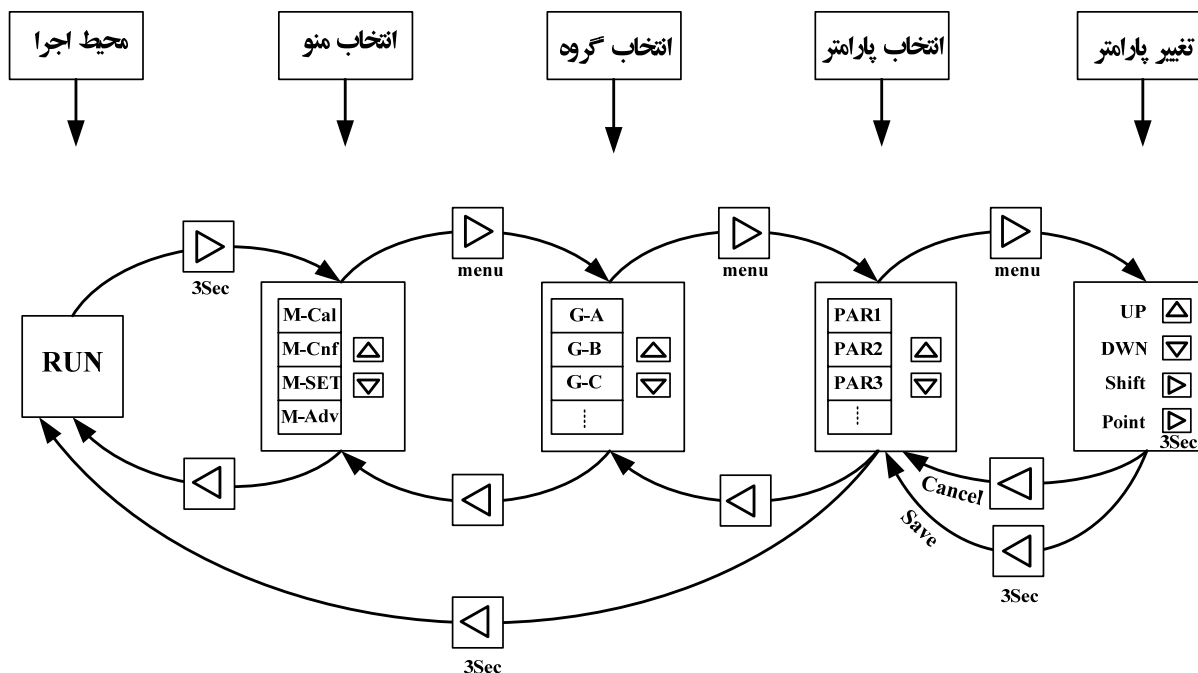 محیط اجرا
انتخاب منو
انتخاب گروه
انتخاب پارامتر
تغییر پارامتر
3Sec
menu
menu
menu
RUN
M-Cal
M-Cnf
M-SET
M-Adv
G-A
G-B
G-C
PAR1
PAR2
PAR3
UP
DWN
Shift
Point
3Sec
Cancel
Save
3Sec
3Sec